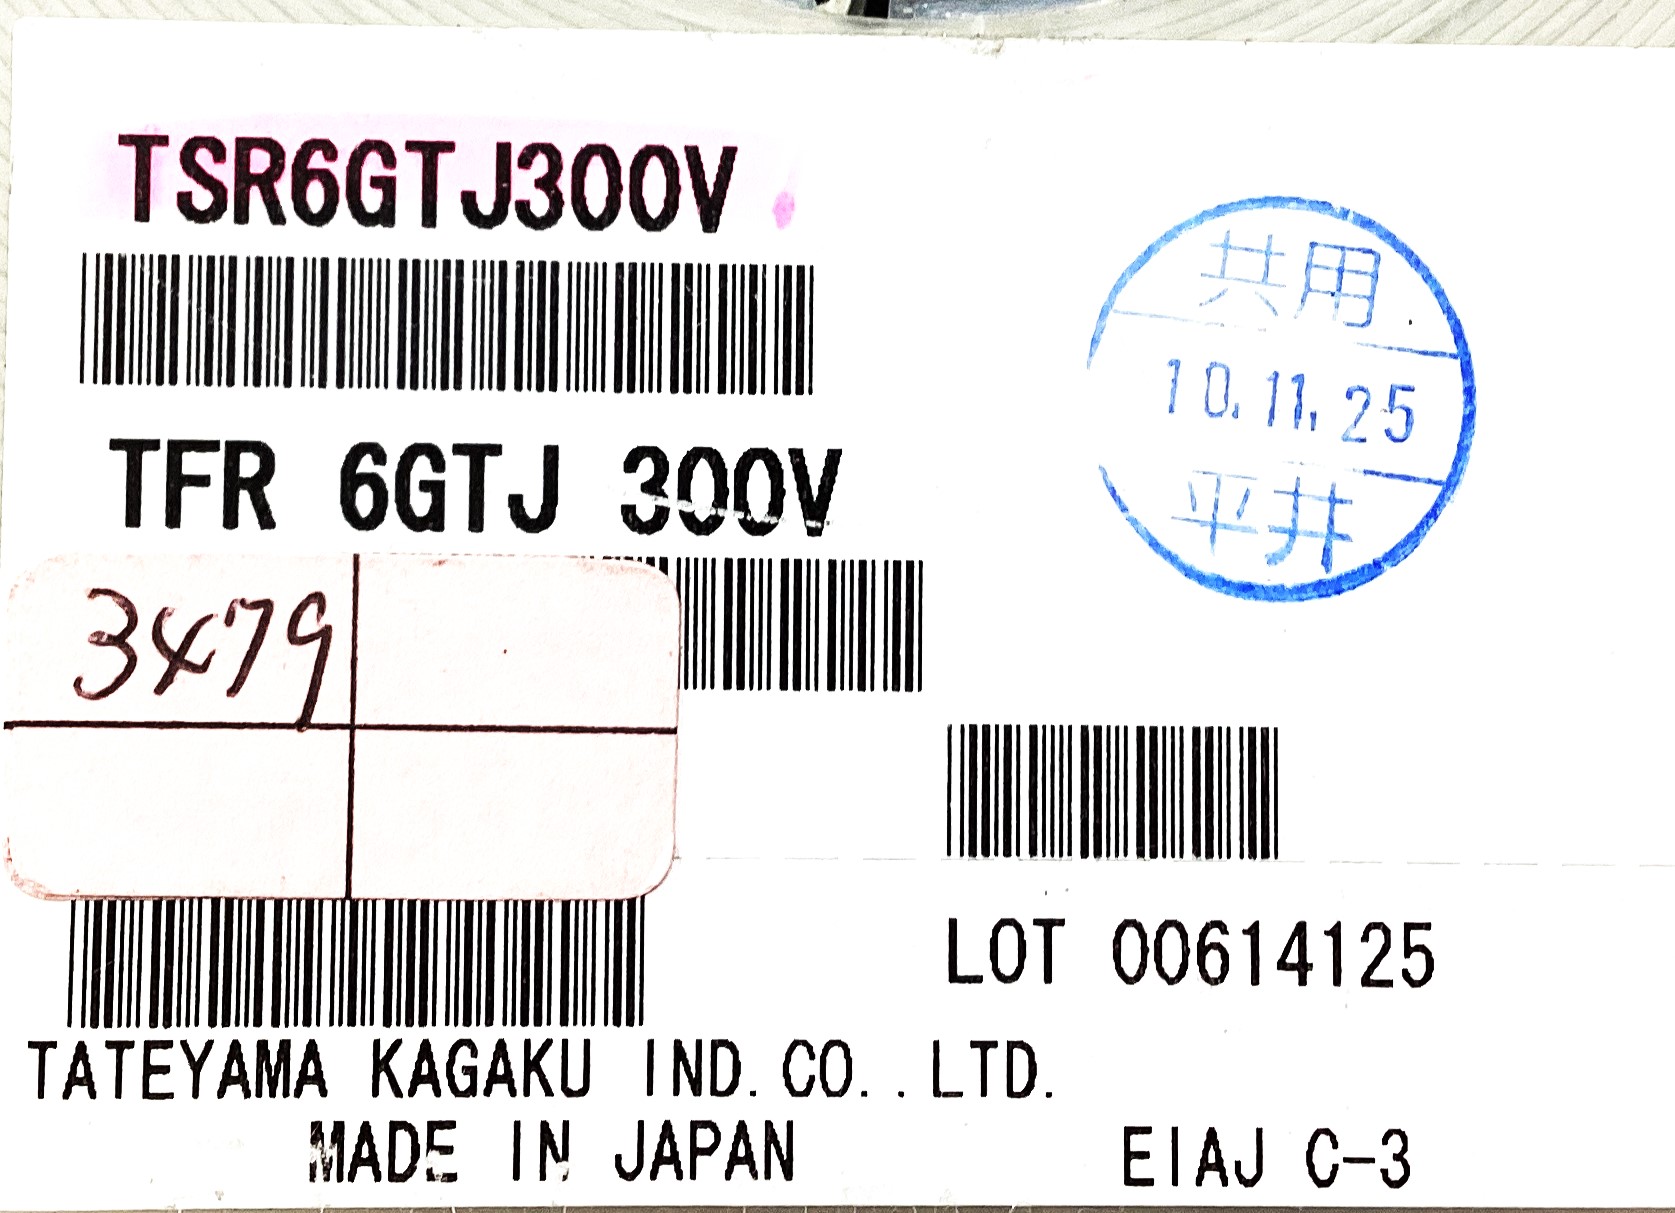 TSR6GTJ300V
共用
10.11.25
平井
TFR 6GTJ 300V
3479
LOT 00614125
TATEYAMA KAGAKU IND.CO..LTD.
MADE IN JAPAN
EIAJ C-3